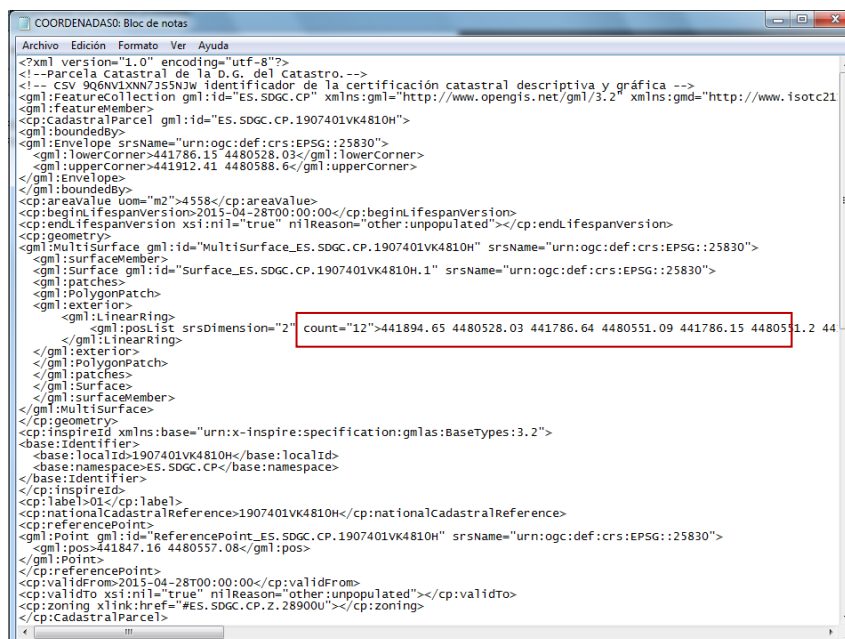 COORDENADAS0: Bloc de notas
Archivo Edición Formato Ver Ayuda
<?xml version="1.0" encoding="utf-8"?>
<!--Parcela Catastral de la D.G. del Catastro.-->
<!-- CSV 9Q6NV1XNN7JS5NJW identificador de la certificación catastral descriptiva y gráfica -->
<gml:FeatureCollection gml:id="ES.SDGC.CP" xmlns:gml="http://www.opengis.net/gml/3.2" xmlns:gmd="http://www.isotc21
<gml:featureMember>
<cp:CadastralParcel gml:id="ES.SDGC.CP.1907401VK4810H">
<gml:boundedBy>
<gml:Envelope srsName="urn:ogc:def:crs:EPSG::25830">
<gml:lowerCorner>441786.15 4480528.03</gml:lowerCorner>
<gml:upperCorner>441912.41 4480588.6</gml:upperCorner>
</gml:Envelope>
</gml:boundedBy>
<cp:areaValue uom="m2">4558</cp:areaValue>
<cp:beginLifespanVersion>2015-04-28T00:00:00</cp:beginLifespanVersion>
<cp:endLifespanVersion xsi:nil="true" nilReason="other:unpopulated"></cp:endLifespanVersion>
<cp:geometry>
<gml:MultiSurface gml:id="MultiSurface_ES.SDGC.CP.1907401VK4810H" srsName="urn:ogc:def:crs:EPSG::25830">
<gml:surfaceMember>
<gml:Surface gml:id="Surface_ES.SDGC.CP.1907401VK4810H.1" srsName="urn:ogc:def:crs:EPSG::25830">
<gml:patches>
<gml:PolygonPatch>
<gml:exterior>
<gml:LinearRing>
<gml:posList srsDimension="2" count="12">441894.65 4480528.03 441786.64 4480551.09 441786.15 4480551.2 44
</gml:LinearRing>
</gml:exterior>
</gml:PolygonPatch>
</gml:patches>
</gml:Surface>
</gml:surfaceMember>
</gml:MultiSurface>
</cp:geometry>
<cp:inspireId xmlns:base="urn:x-inspire:specification:gmlas:BaseTypes:3.2">
<base:Identifier>
<base:localId>1907401VK4810H</base:localId>
<base:namespace>ES.SDGC.CP</base:namespace>
</base:Identifier>
</cp:inspireId>
<cp:label>01</cp:label>
<cp:nationalCadastralReference>1907401VK4810H</cp:nationalCadastralReference>
<cp:referencePoint>
<gml:Point gml:id="ReferencePoint_ES.SDGC.CP.1907401VK4810H" srsName="urn:ogc:def:crs:EPSG::25830">
<gml:pos>441847.16 4480557.08</gml:pos>
</gml:Point>
</cp:referencePoint>
<cp:validFrom>2015-04-28T00:00:00</cp:validFrom>
<cp:validTo xsi:nil="true" nilReason="other:unpopulated"></cp:validTo>
<cp:zoning xlink:href="#ES.SDGC.CP.Z.28900U"></cp:zoning>
</cp:CadastralParcel>